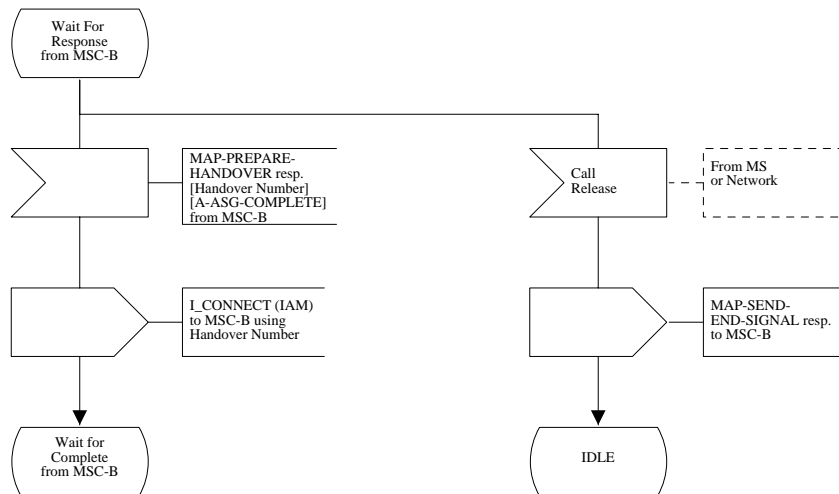 Wait For
Response
from MSC-B
MAP-PREPARE-
HANDOVER resp.
[Handover Number]
[A-ASG-COMPLETE]
from MSC-B
Call
Release
From MS
or Network
I_CONNECT (IAM)
to MSC-B using
Handover Number
MAP-SEND-
END-SIGNAL resp.
to MSC-B
Wait for
Complete
from MSC-B
IDLE